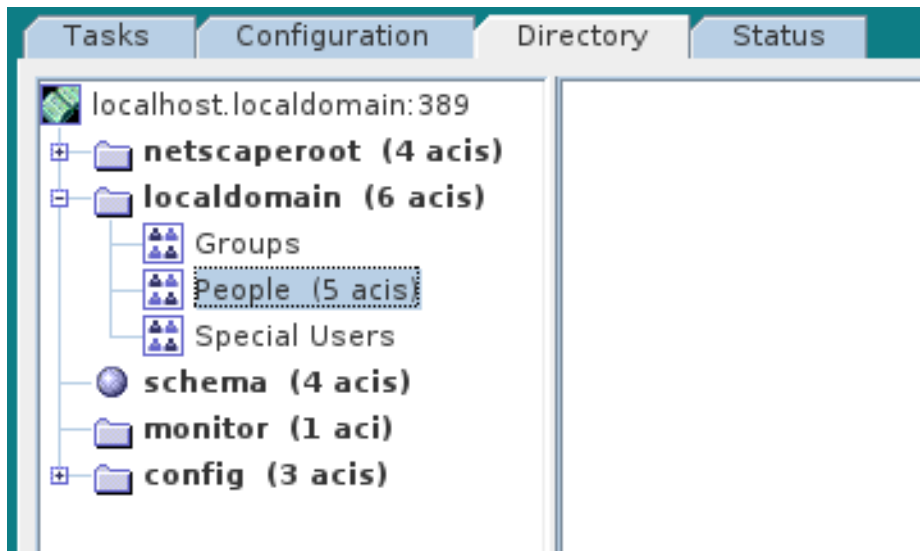 Tasks Configuration Directory Status
localhost.localdomain:389
netscaperoot (4 acis)
localdomain (6 acis)
Groups
People (5 acis)
Special Users
schema (4 acis)
monitor (1 aci)
config (3 acis)